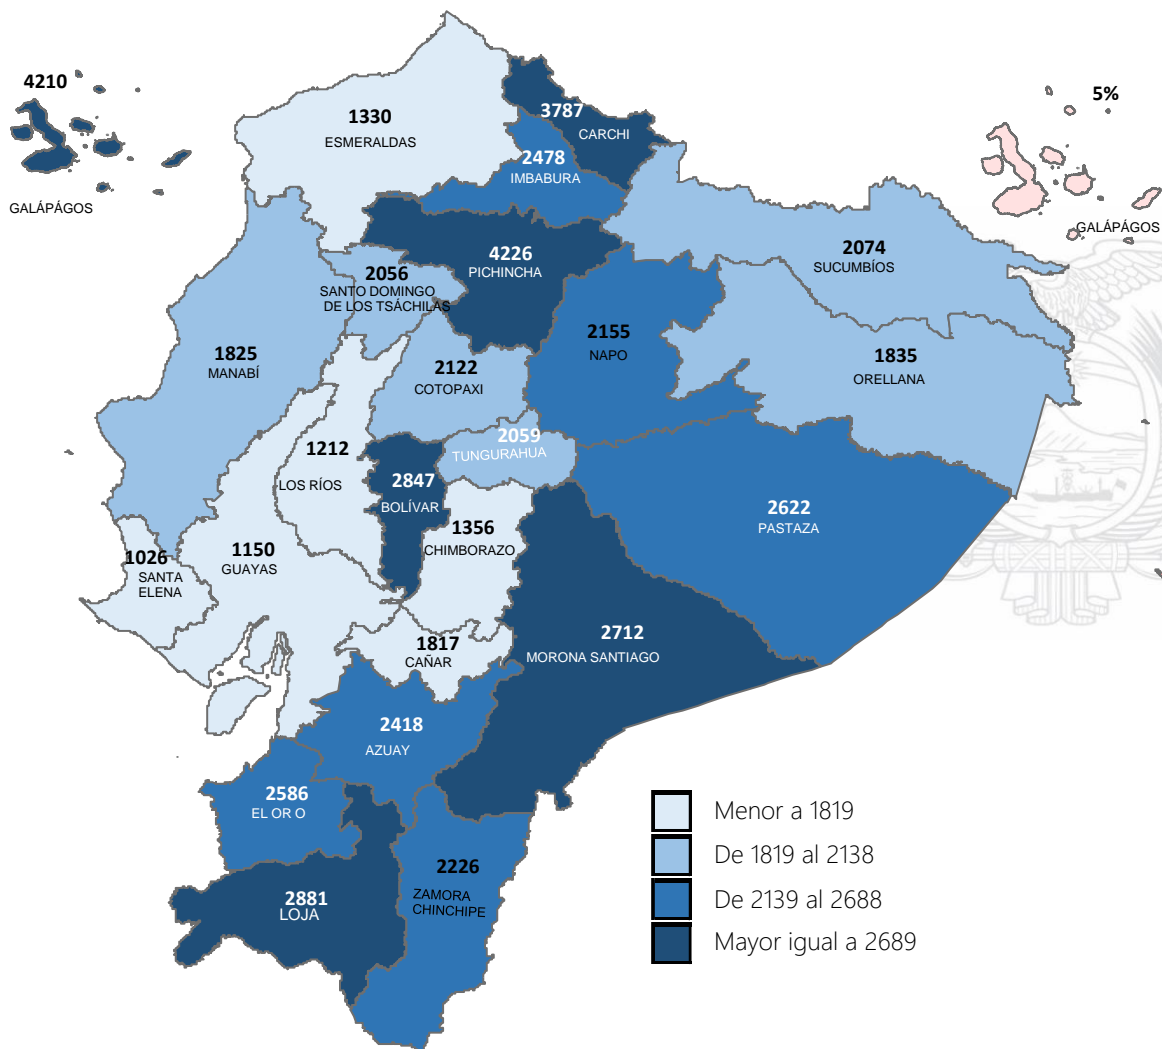 4210
GALÁPÁGOS
5%
GALÁPÁGOS
1330
ESMERALDAS
3787
CARCHI
2478
IMBABURA
4226
PICHINCHA
2074
SUCUMBÍOS
2056
SANTO DOMINGO
DE LOS TSÁCHILAS
2155
NAPO
1835
ORELLANA
1825
MANABÍ
2122
COTOPAXI
2059
TUNGURAHUA
1212
LOS RÍOS
2847
BOLÍVAR
2622
PASTAZA
1356
CHIMBORAZO
1026
SANTA
ELENA
1150
GUAYAS
1817
CAÑAR
2712
MORONA SANTIAGO
2418
AZUAY
2586
EL OR O
2226
ZAMORA
CHINCHIPE
2881
LOJA
Menor a 1819
De 1819 al 2138
De 2139 al 2688
Mayor igual a 2689